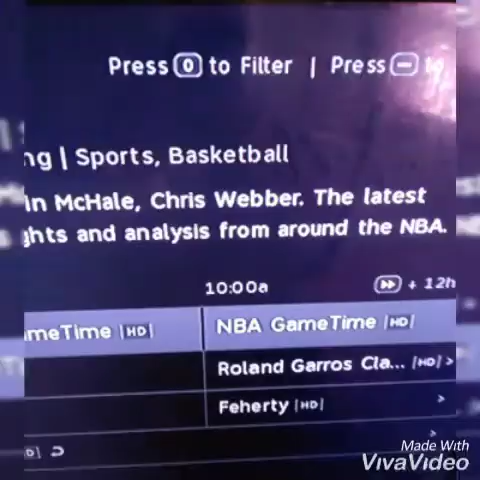 Press 0 to Filter | Press −
ng | Sports, Basketball
in McHale, Chris Webber. The latest
ghts and analysis from around the NBA.
10:00a + 12h
meTime |HD| NBA GameTime |HD|
Roland Garros Cla... |HD| >
Feherty |HD| >
>
Made With
VivaVideo